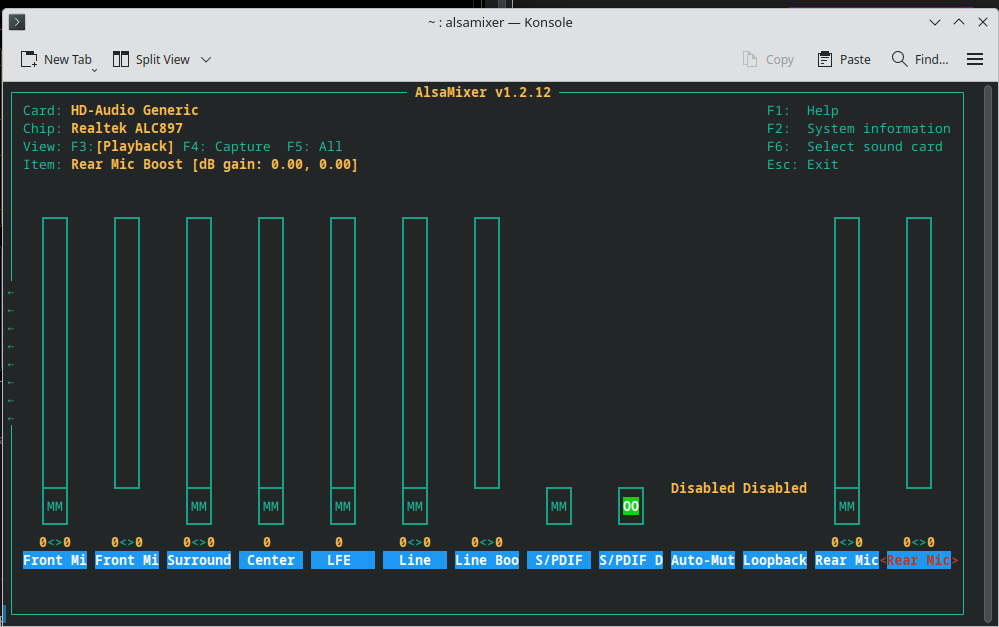 ~ : alsamixer — Konsole
New Tab Split View Copy Paste Find...
AlsaMixer v1.2.12
Card: HD-Audio Generic F1: Help
Chip: Realtek ALC897 F2: System information
View: F3:[Playback] F4: Capture F5: All F6: Select sound card
Item: Rear Mic Boost [dB gain: 0.00, 0.00] Esc: Exit
Disabled Disabled
MM MM MM MM MM MM MM OO MM
0<>0 0<>0 0<>0 0 0 0<>0 0<>0 0<>0 0<>0
Front Mi Front Mi Surround Center LFE Line Line Boo S/PDIF S/PDIF D Auto-Mut Loopback Rear Mic <Rear Mic>